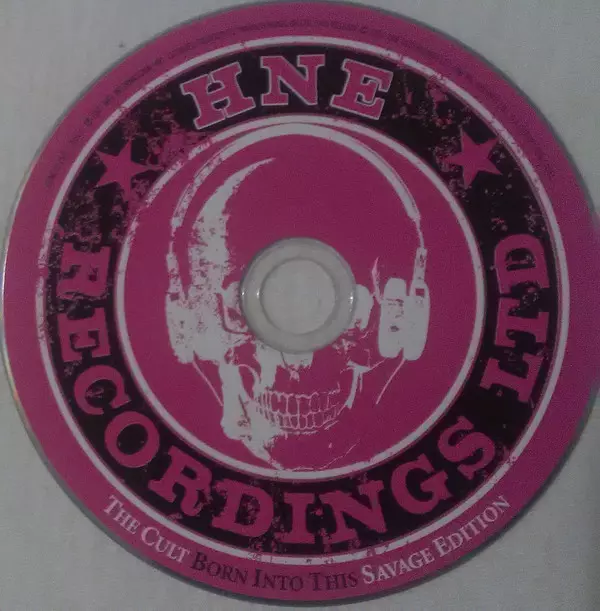 HNE
RECORDINGS LTD
THE CULT BORN INTO THIS SAVAGE EDITION